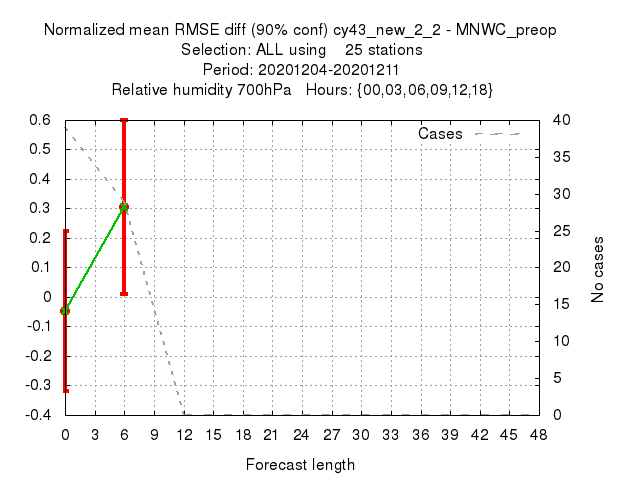 Normalized mean RMSE diff (90% conf) cy43_new_2_2 - MNWC_preop
Selection: ALL using 25 stations
Period: 20201204-20201211
Relative humidity 700hPa Hours: {00,03,06,09,12,18}
Cases
0.6
0.5
0.4
0.3
0.2
0.1
0
-0.1
-0.2
-0.3
-0.4
40
35
30
25
20
15
10
5
0
No cases
0 3 6 9 12 15 18 21 24 27 30 33 36 39 42 45 48
Forecast length